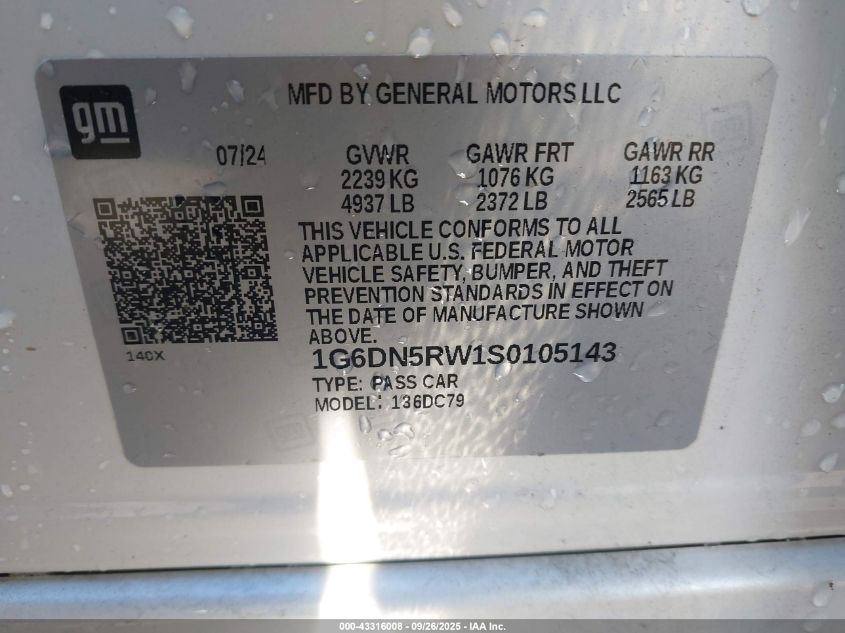 gm
MFD BY GENERAL MOTORS LLC
07/24
GVWR GAWR FRT GAWR RR
2239 KG 1076 KG 1163 KG
4937 LB 2372 LB 2565 LB
THIS VEHICLE CONFORMS TO ALL
APPLICABLE U.S. FEDERAL MOTOR
VEHICLE SAFETY, BUMPER, AND THEFT
PREVENTION STANDARDS IN EFFECT ON
THE DATE OF MANUFACTURE SHOWN
ABOVE.
140X
1G6DN5RW1S0105143
TYPE: PASS CAR
MODEL: 136DC79
000-43316008 - 09/26/2025 - IAA Inc.